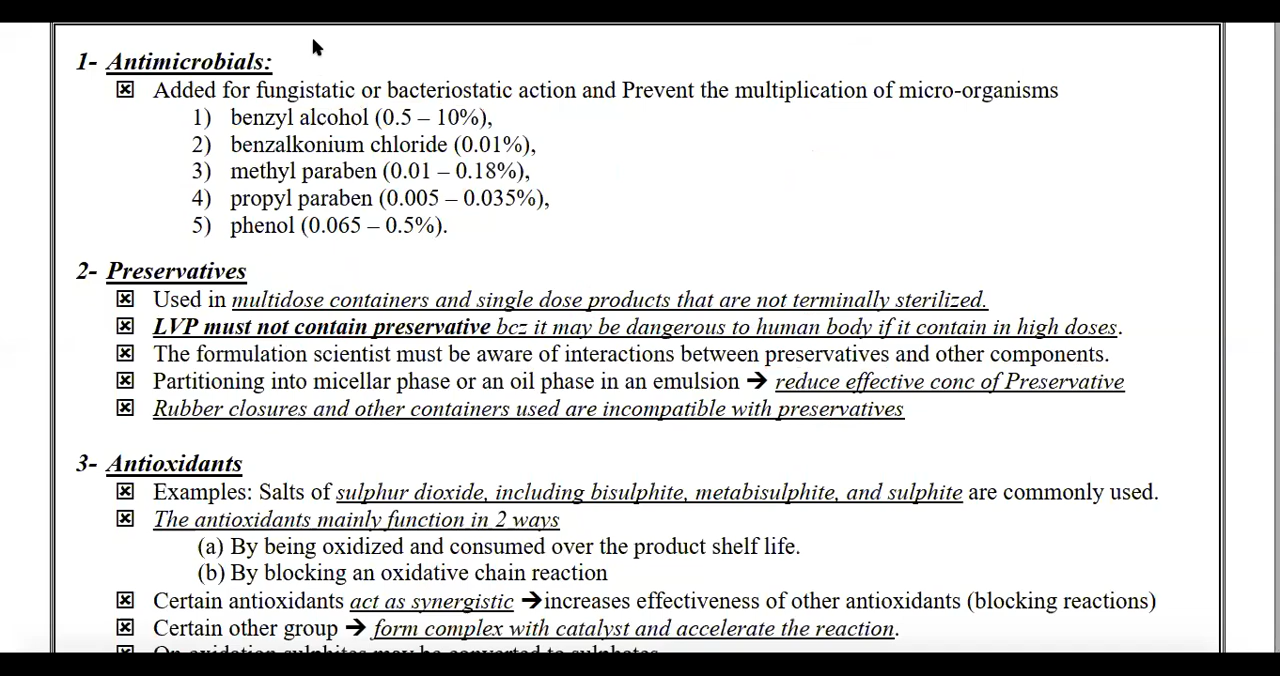 1- Antimicrobials:
Added for fungistatic or bacteriostatic action and Prevent the multiplication of micro-organisms
1) benzyl alcohol (0.5 – 10%),
2) benzalkonium chloride (0.01%),
3) methyl paraben (0.01 – 0.18%),
4) propyl paraben (0.005 – 0.035%),
5) phenol (0.065 – 0.5%).
2- Preservatives
Used in multidose containers and single dose products that are not terminally sterilized.
LVP must not contain preservative bcz it may be dangerous to human body if it contain in high doses.
The formulation scientist must be aware of interactions between preservatives and other components.
Partitioning into micellar phase or an oil phase in an emulsion ➔ reduce effective conc of Preservative
Rubber closures and other containers used are incompatible with preservatives
3- Antioxidants
Examples: Salts of sulphur dioxide, including bisulphite, metabisulphite, and sulphite are commonly used.
The antioxidants mainly function in 2 ways
(a) By being oxidized and consumed over the product shelf life.
(b) By blocking an oxidative chain reaction
Certain antioxidants act as synergistic ➔increases effectiveness of other antioxidants (blocking reactions)
Certain other group ➔ form complex with catalyst and accelerate the reaction.
On oxidation sulphites may be converted to sulphates